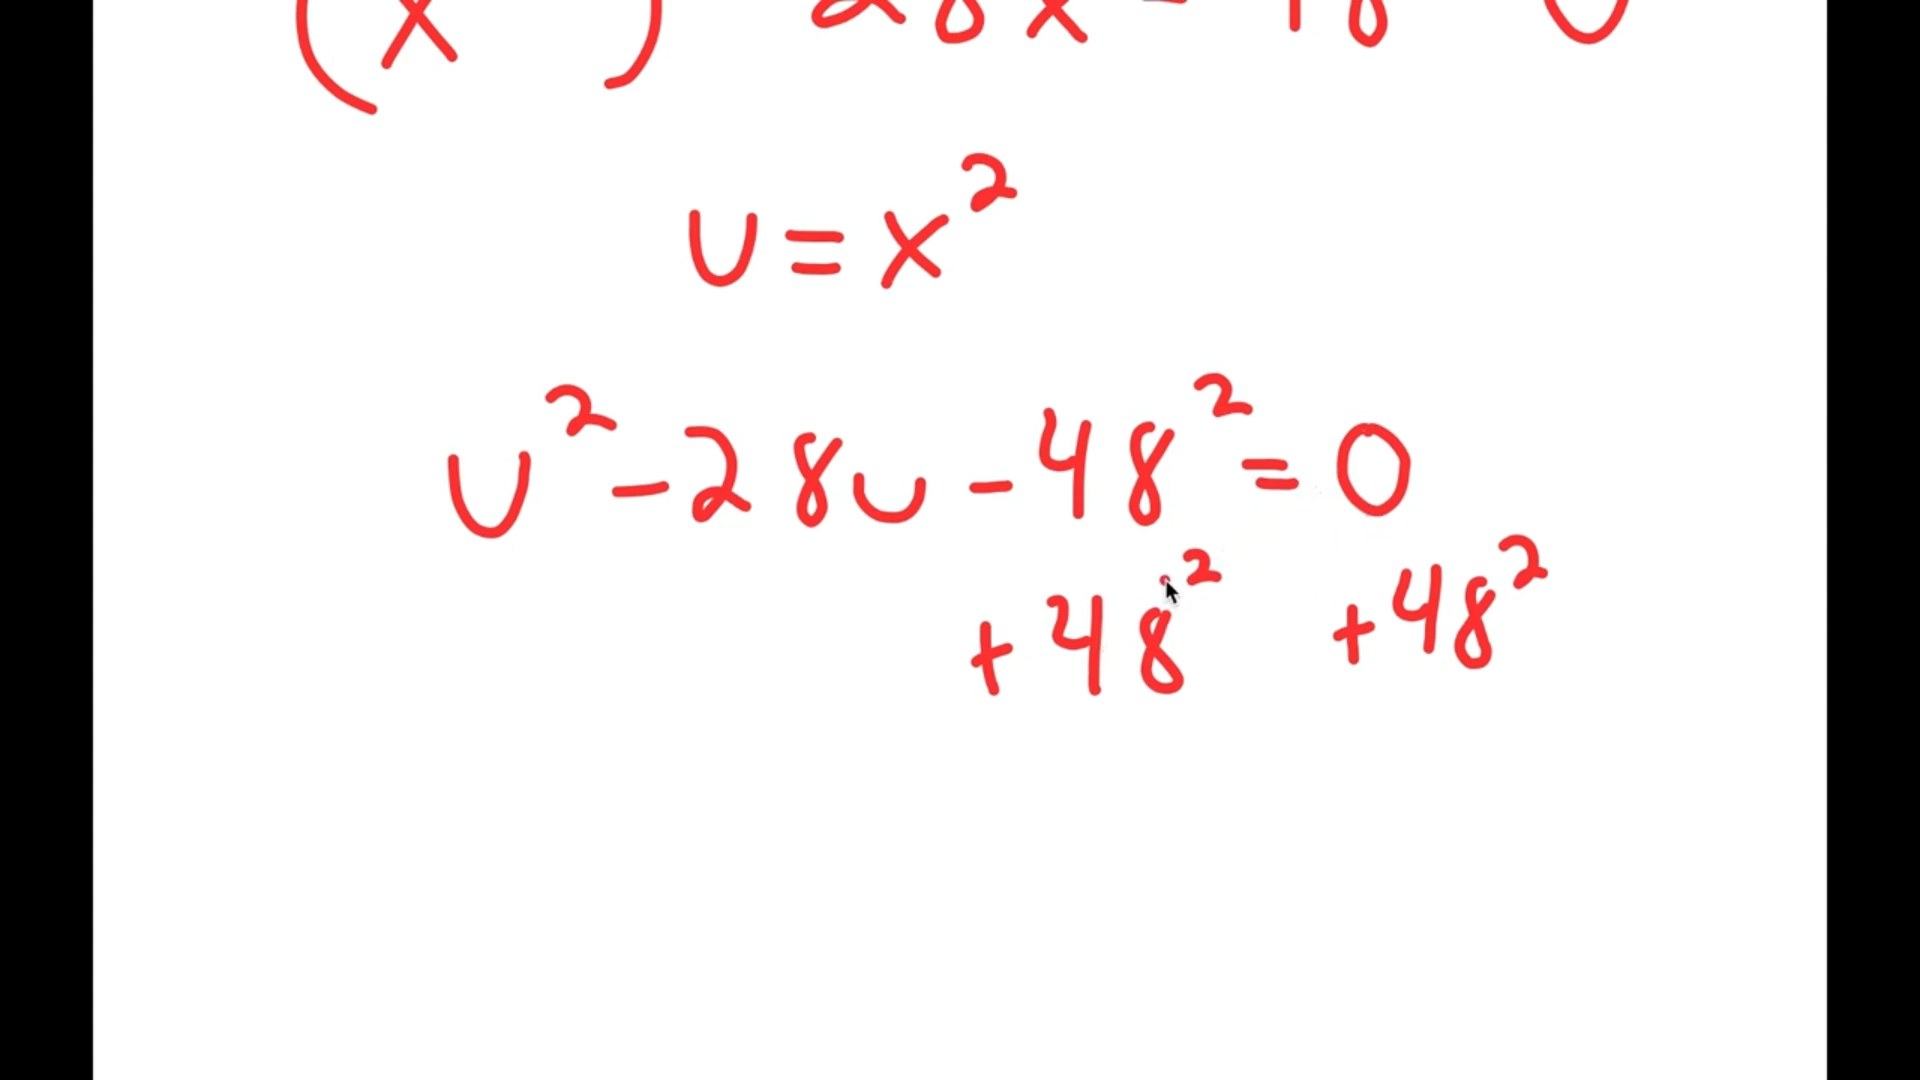 u = x²
u² - 28u - 48² = 0
+ 48² + 48²